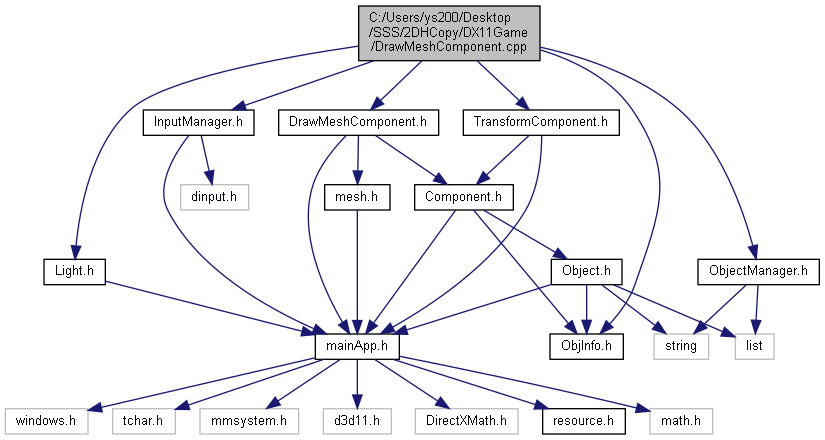 C:/Users/ys200/Desktop
/SSS/2DHCopy/DX11Game
/DrawMeshComponent.cpp
InputManager.h
DrawMeshComponent.h
TransformComponent.h
dinput.h
mesh.h
Component.h
Light.h
Object.h
ObjectManager.h
mainApp.h
ObjInfo.h
string
list
windows.h
tchar.h
mmsystem.h
d3d11.h
DirectXMath.h
resource.h
math.h